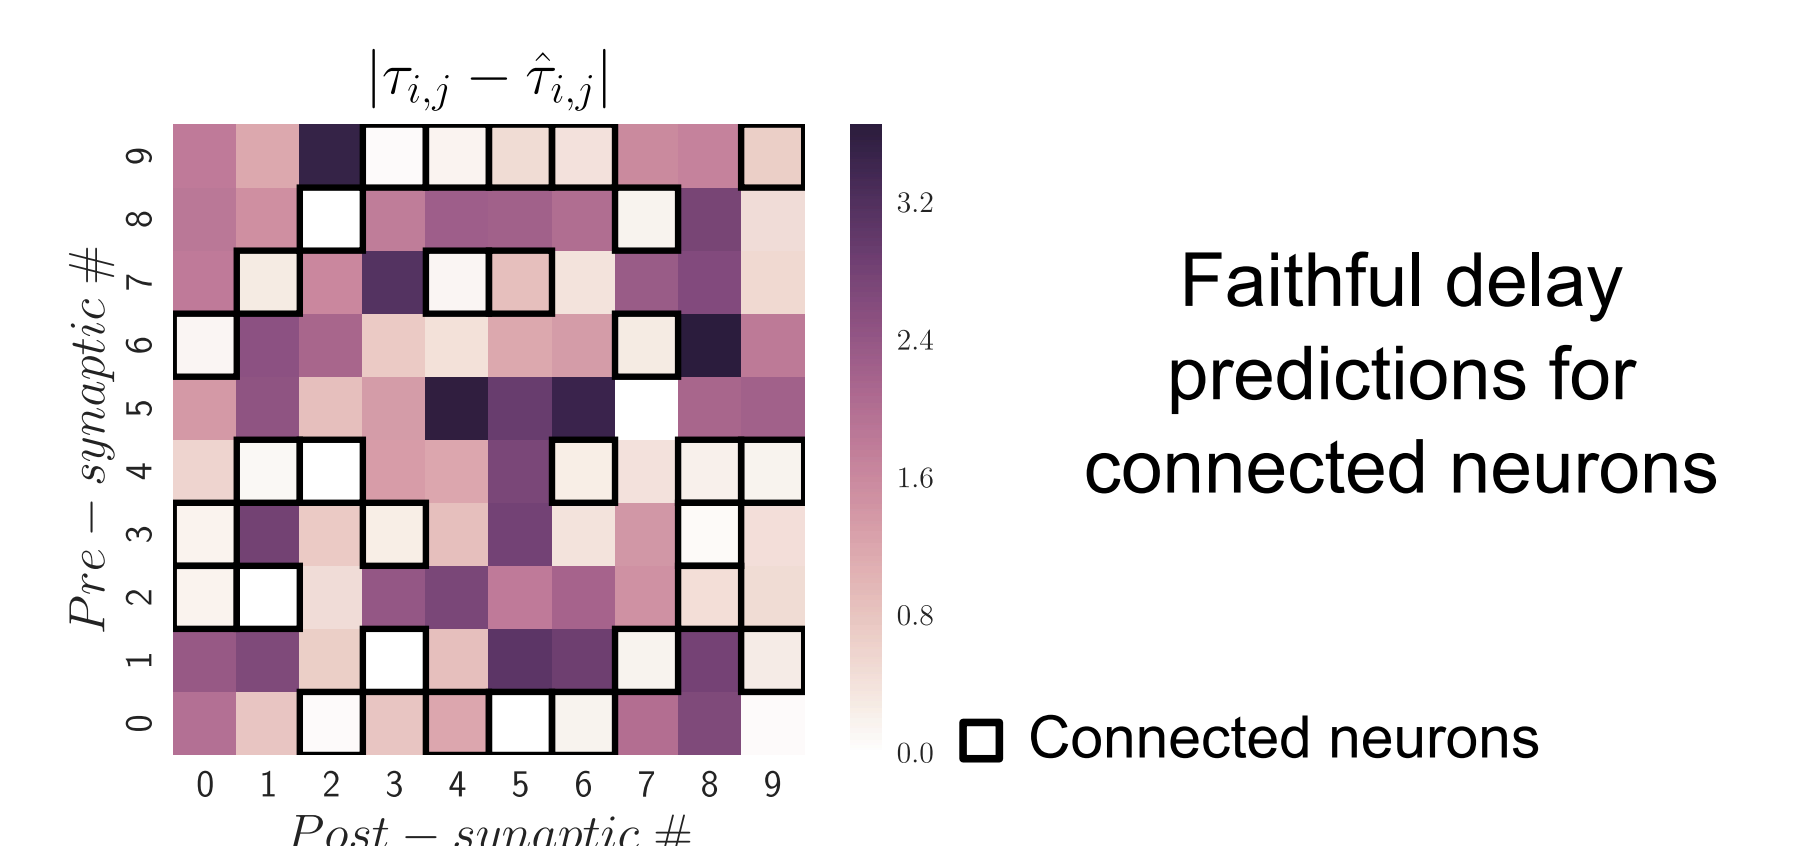 |τ_{i,j} − τ̂_{i,j}|
Pre − synaptic #
9
8
7
6
5
4
3
2
1
0
0 1 2 3 4 5 6 7 8 9
Post − synaptic #
3.2
2.4
1.6
0.8
0.0
Faithful delay
predictions for
connected neurons
Connected neurons